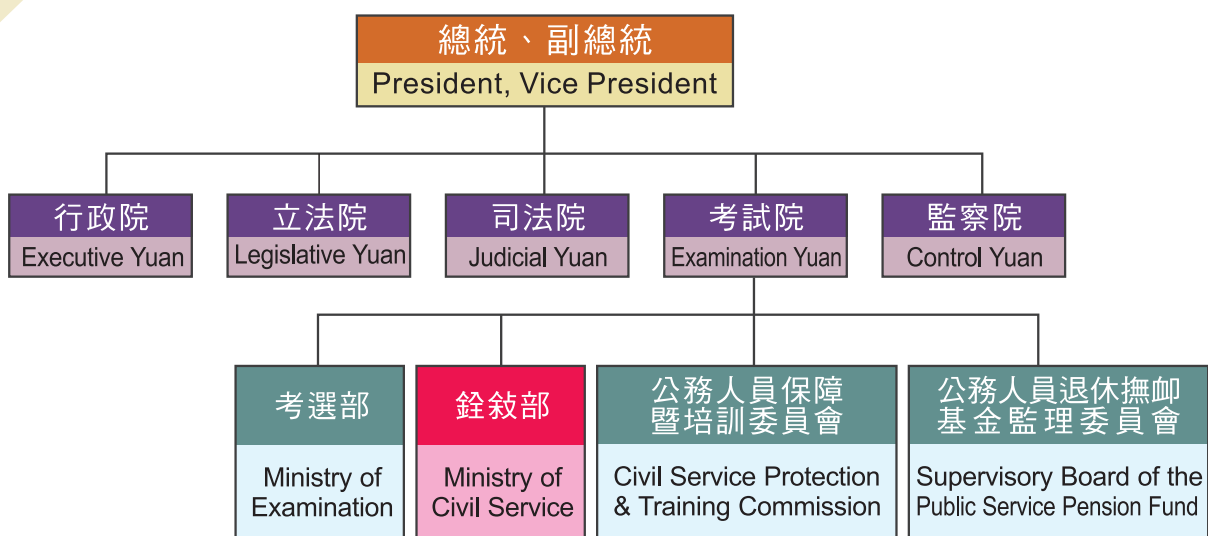 總統、副總統
President, Vice President
行政院
Executive Yuan
立法院
Legislative Yuan
司法院
Judicial Yuan
考試院
Examination Yuan
監察院
Control Yuan
考選部
Ministry of
Examination
銓敍部
Ministry of
Civil Service
公務人員保障
暨培訓委員會
Civil Service Protection
& Training Commission
公務人員退休撫卹
基金監理委員會
Supervisory Board of the
Public Service Pension Fund